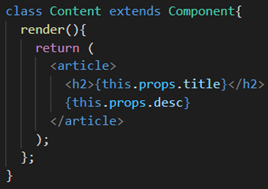 class Content extends Component{
  render(){
    return (
      <article>
        <h2>{this.props.title}</h2>
        {this.props.desc}
      </article>
    );
  };
}